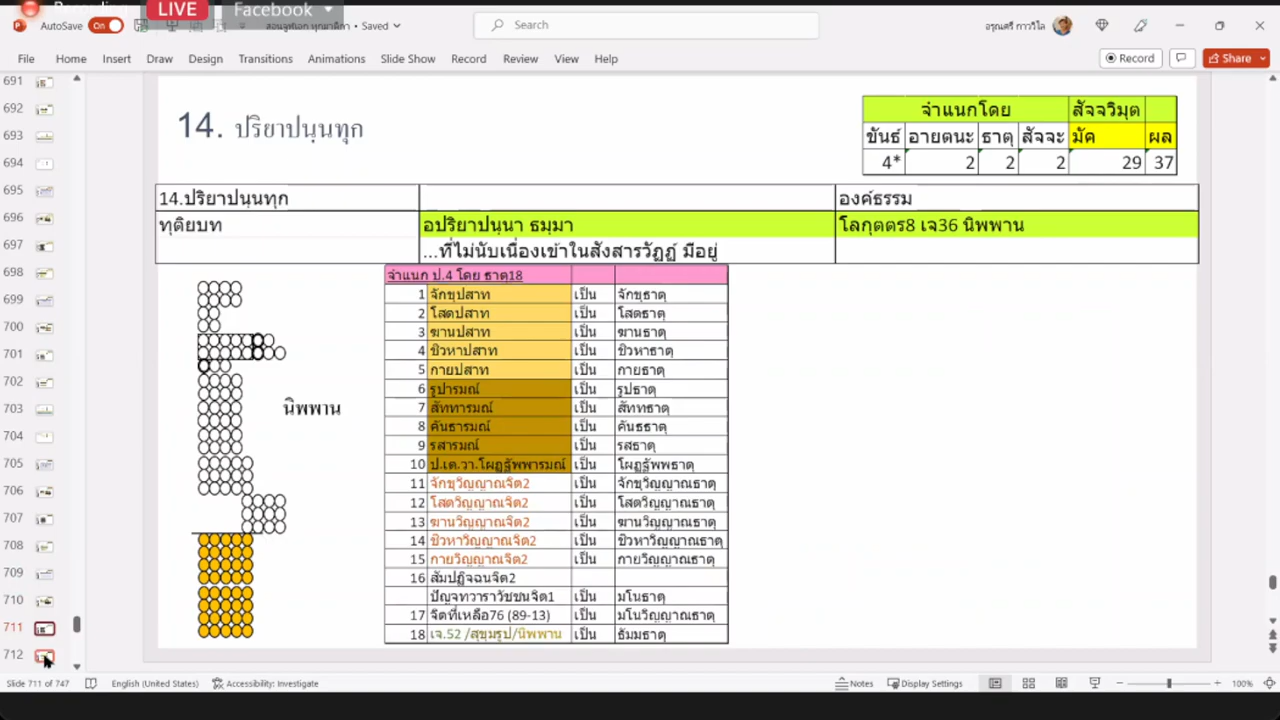 Recording
LIVE
Facebook
AutoSave On
Saved
Search
อรุณศรี กาววิไล
File Home Insert Draw Design Transitions Animations Slide Show Record Review View Help
Record
Share
691
692
693
694
695
696
697
698
699
700
701
702
703
704
705
706
707
708
709
710
711
712
14. ปริยาปนฺนทุก
จำแนกโดย สัจจวิมุต
ขันธ์ อายตนะ ธาตุ สัจจะ มัค ผล
4* 2 2 2 29 37
14.ปริยาปนฺนทุก องค์ธรรม
ทุติยบท อปริยาปนฺนา ธมฺมา โลกุตตร8 เจ36 นิพพาน
...ที่ไม่นับเนื่องเข้าในสังสารวัฏฏ์ มีอยู่
จำแนก ป.4 โดย ธาตุ18
1 จักขุปสาท เป็น จักขุธาตุ
2 โสตปสาท เป็น โสตธาตุ
3 ฆานปสาท เป็น ฆานธาตุ
4 ชิวหาปสาท เป็น ชิวหาธาตุ
5 กายปสาท เป็น กายธาตุ
6 รูปารมณ์ เป็น รูปธาตุ
7 สัททารมณ์ เป็น สัททธาตุ
8 คันธารมณ์ เป็น คันธธาตุ
9 รสารมณ์ เป็น รสธาตุ
10 ป.เต.วา.โผฏฐัพพารมณ์ เป็น โผฏฐัพพธาตุ
11 จักขุวิญญาณจิต2 เป็น จักขุวิญญาณธาตุ
12 โสตวิญญาณจิต2 เป็น โสตวิญญาณธาตุ
13 ฆานวิญญาณจิต2 เป็น ฆานวิญญาณธาตุ
14 ชิวหาวิญญาณจิต2 เป็น ชิวหาวิญญาณธาตุ
15 กายวิญญาณจิต2 เป็น กายวิญญาณธาตุ
16 สัมปฏิจฉนจิต2
ปัญจทวาราวัชชนจิต1 เป็น มโนธาตุ
17 จิตที่เหลือ76 (89-13) เป็น มโนวิญญาณธาตุ
18 เจ.52 /สุขุมรูป/นิพพาน เป็น ธัมมธาตุ
นิพพาน
Slide 711 of 747 English (United States) Accessibility: Investigate Notes Display Settings 100%